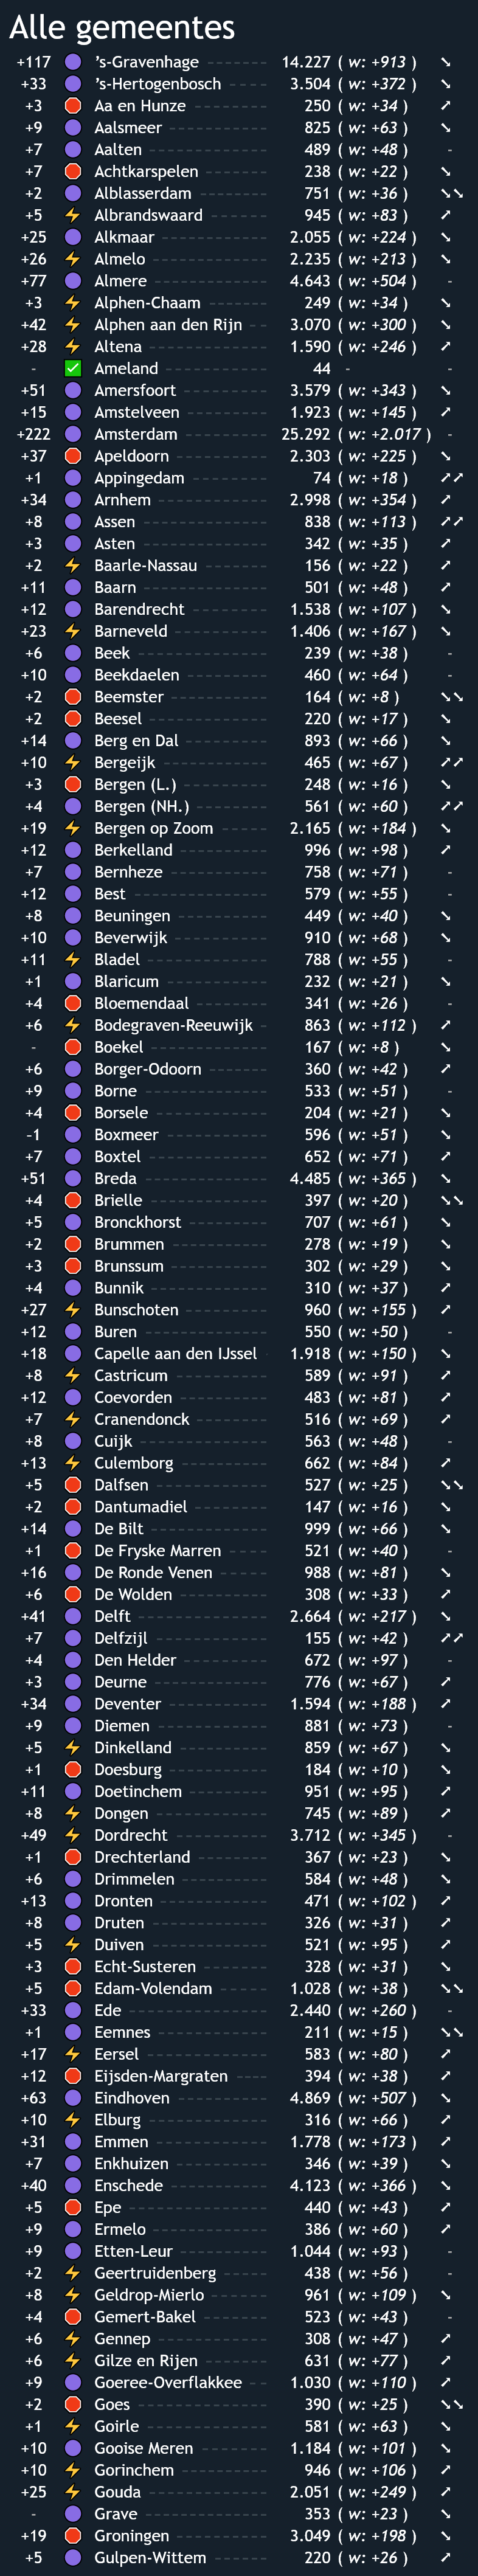 Alle gemeentes
+117 's-Gravenhage 14.227 ( w: +913 ) ↘
+33 's-Hertogenbosch 3.504 ( w: +372 ) ↘
+3 Aa en Hunze 250 ( w: +34 ) ↗
+9 Aalsmeer 825 ( w: +63 ) ↘
+7 Aalten 489 ( w: +48 ) -
+7 Achtkarspelen 238 ( w: +22 ) ↘
+2 Alblasserdam 751 ( w: +36 ) ↘↘
+5 Albrandswaard 945 ( w: +83 ) ↗
+25 Alkmaar 2.055 ( w: +224 ) ↘
+26 Almelo 2.235 ( w: +213 ) ↘
+77 Almere 4.643 ( w: +504 ) -
+3 Alphen-Chaam 249 ( w: +34 ) ↘
+42 Alphen aan den Rijn 3.070 ( w: +300 ) ↘
+28 Altena 1.590 ( w: +246 ) ↗
- Ameland 44 - -
+51 Amersfoort 3.579 ( w: +343 ) ↘
+15 Amstelveen 1.923 ( w: +145 ) ↗
+222 Amsterdam 25.292 ( w: +2.017 ) -
+37 Apeldoorn 2.303 ( w: +225 ) ↘
+1 Appingedam 74 ( w: +18 ) ↗↗
+34 Arnhem 2.998 ( w: +354 ) ↗
+8 Assen 838 ( w: +113 ) ↗↗
+3 Asten 342 ( w: +35 ) ↗
+2 Baarle-Nassau 156 ( w: +22 ) ↗
+11 Baarn 501 ( w: +48 ) ↗
+12 Barendrecht 1.538 ( w: +107 ) ↘
+23 Barneveld 1.406 ( w: +167 ) ↘
+6 Beek 239 ( w: +38 ) -
+10 Beekdaelen 460 ( w: +64 ) -
+2 Beemster 164 ( w: +8 ) ↘↘
+2 Beesel 220 ( w: +17 ) ↘
+14 Berg en Dal 893 ( w: +66 ) ↘
+10 Bergeijk 465 ( w: +67 ) ↗↗
+3 Bergen (L.) 248 ( w: +16 ) ↘
+4 Bergen (NH.) 561 ( w: +60 ) ↗↗
+19 Bergen op Zoom 2.165 ( w: +184 ) ↘
+12 Berkelland 996 ( w: +98 ) ↗
+7 Bernheze 758 ( w: +71 ) -
+12 Best 579 ( w: +55 ) -
+8 Beuningen 449 ( w: +40 ) ↘
+10 Beverwijk 910 ( w: +68 ) ↘
+11 Bladel 788 ( w: +55 ) -
+1 Blaricum 232 ( w: +21 ) ↘
+4 Bloemendaal 341 ( w: +26 ) -
+6 Bodegraven-Reeuwijk 863 ( w: +112 ) ↗
- Boekel 167 ( w: +8 ) ↘
+6 Borger-Odoorn 360 ( w: +42 ) ↗
+9 Borne 533 ( w: +51 ) -
+4 Borsele 204 ( w: +21 ) ↘
-1 Boxmeer 596 ( w: +51 ) ↘
+7 Boxtel 652 ( w: +71 ) ↗
+51 Breda 4.485 ( w: +365 ) ↘
+4 Brielle 397 ( w: +20 ) ↘↘
+5 Bronckhorst 707 ( w: +61 ) ↘
+2 Brummen 278 ( w: +19 ) ↘
+3 Brunssum 302 ( w: +29 ) ↘
+4 Bunnik 310 ( w: +37 ) ↗
+27 Bunschoten 960 ( w: +155 ) ↗
+12 Buren 550 ( w: +50 ) -
+18 Capelle aan den IJssel 1.918 ( w: +150 ) ↘
+8 Castricum 589 ( w: +91 ) ↗
+12 Coevorden 483 ( w: +81 ) ↗
+7 Cranendonck 516 ( w: +69 ) ↗
+8 Cuijk 563 ( w: +48 ) -
+13 Culemborg 662 ( w: +84 ) ↗
+5 Dalfsen 527 ( w: +25 ) ↘↘
+2 Dantumadiel 147 ( w: +16 ) ↘
+14 De Bilt 999 ( w: +66 ) ↘
+1 De Fryske Marren 521 ( w: +40 ) -
+16 De Ronde Venen 988 ( w: +81 ) ↘
+6 De Wolden 308 ( w: +33 ) ↗
+41 Delft 2.664 ( w: +217 ) ↘
+7 Delfzijl 155 ( w: +42 ) ↗↗
+4 Den Helder 672 ( w: +97 ) -
+3 Deurne 776 ( w: +67 ) ↗
+34 Deventer 1.594 ( w: +188 ) ↗
+9 Diemen 881 ( w: +73 ) -
+5 Dinkelland 859 ( w: +67 ) ↘
+1 Doesburg 184 ( w: +10 ) ↘
+11 Doetinchem 951 ( w: +95 ) ↗
+8 Dongen 745 ( w: +89 ) ↗
+49 Dordrecht 3.712 ( w: +345 ) -
+1 Drechterland 367 ( w: +23 ) ↘
+6 Drimmelen 584 ( w: +48 ) ↘
+13 Dronten 471 ( w: +102 ) ↗
+8 Druten 326 ( w: +31 ) ↗
+5 Duiven 521 ( w: +95 ) ↗
+3 Echt-Susteren 328 ( w: +31 ) ↘
+5 Edam-Volendam 1.028 ( w: +38 ) ↘↘
+33 Ede 2.440 ( w: +260 ) -
+1 Eemnes 211 ( w: +15 ) ↘↘
+17 Eersel 583 ( w: +80 ) ↗
+12 Eijsden-Margraten 394 ( w: +38 ) ↗
+63 Eindhoven 4.869 ( w: +507 ) ↘
+10 Elburg 316 ( w: +66 ) ↗
+31 Emmen 1.778 ( w: +173 ) ↗
+7 Enkhuizen 346 ( w: +39 ) ↘
+40 Enschede 4.123 ( w: +366 ) ↘
+5 Epe 440 ( w: +43 ) ↗
+9 Ermelo 386 ( w: +60 ) ↗
+9 Etten-Leur 1.044 ( w: +93 ) -
+2 Geertruidenberg 438 ( w: +56 ) -
+8 Geldrop-Mierlo 961 ( w: +109 ) ↘
+4 Gemert-Bakel 523 ( w: +43 ) -
+6 Gennep 308 ( w: +47 ) ↗
+6 Gilze en Rijen 631 ( w: +77 ) ↗
+9 Goeree-Overflakkee 1.030 ( w: +110 ) ↗
+2 Goes 390 ( w: +25 ) ↘↘
+1 Goirle 581 ( w: +63 ) ↘
+10 Gooise Meren 1.184 ( w: +101 ) ↘
+10 Gorinchem 946 ( w: +106 ) ↗
+25 Gouda 2.051 ( w: +249 ) ↗
- Grave 353 ( w: +23 ) ↘
+19 Groningen 3.049 ( w: +198 ) ↘
+5 Gulpen-Wittem 220 ( w: +26 ) ↗